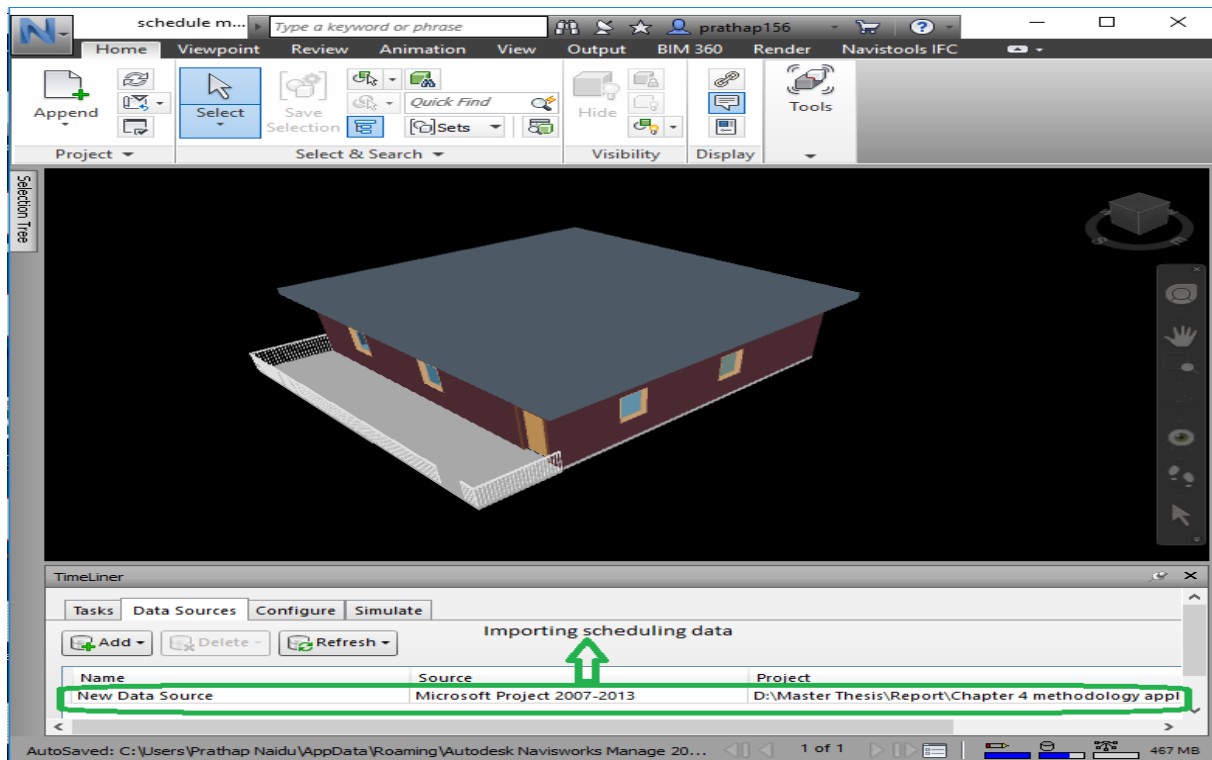 schedule m... Type a keyword or phrase prathap156
Home Viewpoint Review Animation View Output BIM 360 Render Navistools IFC
Append Select Save Selection Quick Find Sets Hide Tools
Project Select & Search Visibility Display
Selection Tree
S E
TimeLiner
Tasks Data Sources Configure Simulate
Add Delete Refresh Importing scheduling data
Name Source Project
New Data Source Microsoft Project 2007-2013 D:\Master Thesis\Report\Chapter 4 methodology appl
AutoSaved: C:\Users\Prathap Naidu\AppData\Roaming\Autodesk Navisworks Manage 20... 1 of 1 467 MB